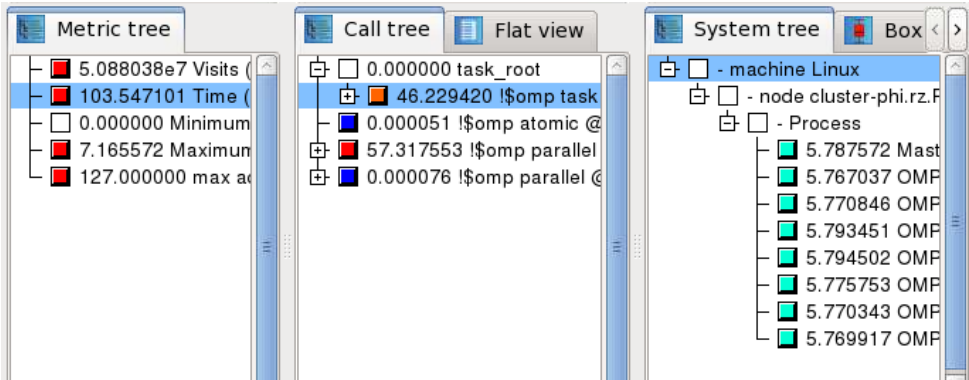 Metric tree
5.088038e7 Visits (
103.547101 Time (
0.000000 Minimum
7.165572 Maximum
127.000000 max a
Call tree
Flat view
0.000000 task_root
46.229420 !$omp task
0.000051 !$omp atomic @
57.317553 !$omp parallel
0.000076 !$omp parallel @
System tree
Box
- machine Linux
- node cluster-phi.rz.
- Process
5.787572 Mast
5.767037 OMP
5.770846 OMP
5.793451 OMP
5.794502 OMP
5.775753 OMP
5.770343 OMP
5.769917 OMP